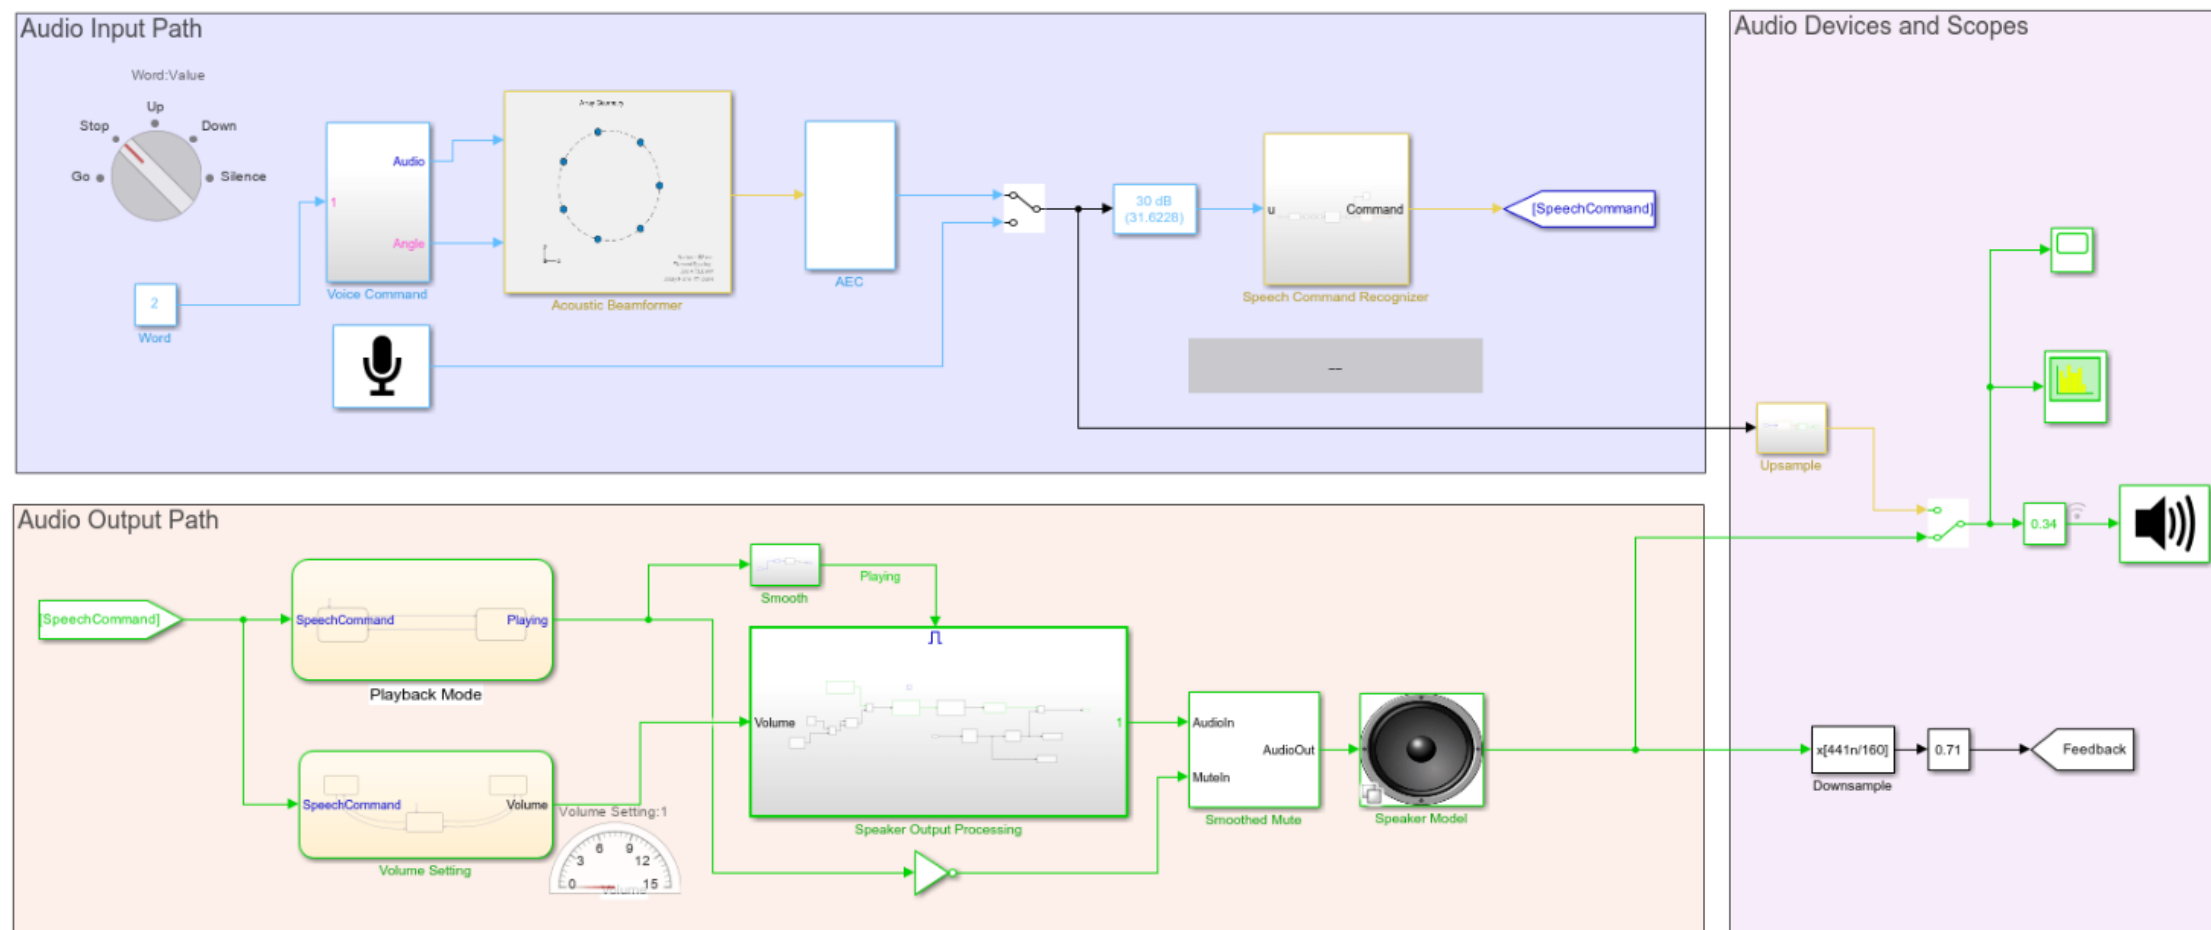 Audio Input Path
Word:Value
Up
Stop
Down
Go
Silence
Audio
1
Angle
Voice Command
2
Word
Array Geometry
Acoustic Beamformer
AEC
30 dB
(31.6228)
u
Command
Speech Command Recognizer
[SpeechCommand]
---
Audio Devices and Scopes
Upsample
0.34
x[441n/160]
Downsample
0.71
Feedback
Audio Output Path
[SpeechCommand]
SpeechCommand
Playing
Playback Mode
SpeechCommand
Volume
Volume Setting
Volume Setting:1
0
3
6
9
12
15
Volume
Smooth
Playing
Volume
1
Speaker Output Processing
AudioIn
AudioOut
MuteIn
Smoothed Mute
Speaker Model